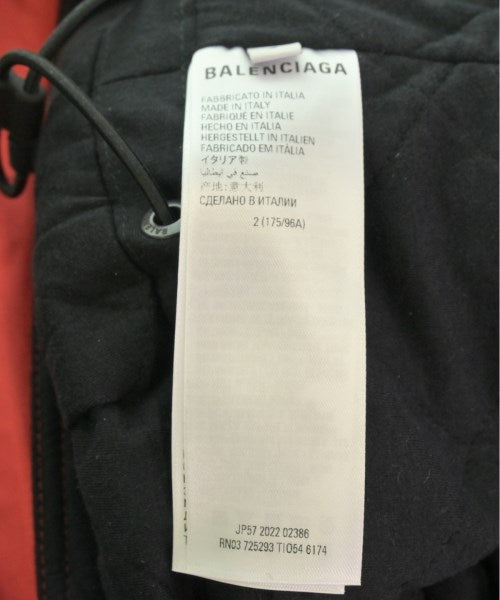 BALENCIAGA
FABBRICATO IN ITALIA
MADE IN ITALY
FABRIQUÉ EN ITALIE
HECHO EN ITALIA
HERGESTELLT IN ITALIEN
FABRICADO EM ITÁLIA
イタリア製
صنع في ايطاليا
产地:意大利
СДЕЛАНО В ИТАЛИИ
2 (175/96A)
JP57 2022 02386
RN03 725293 TIO54 6174